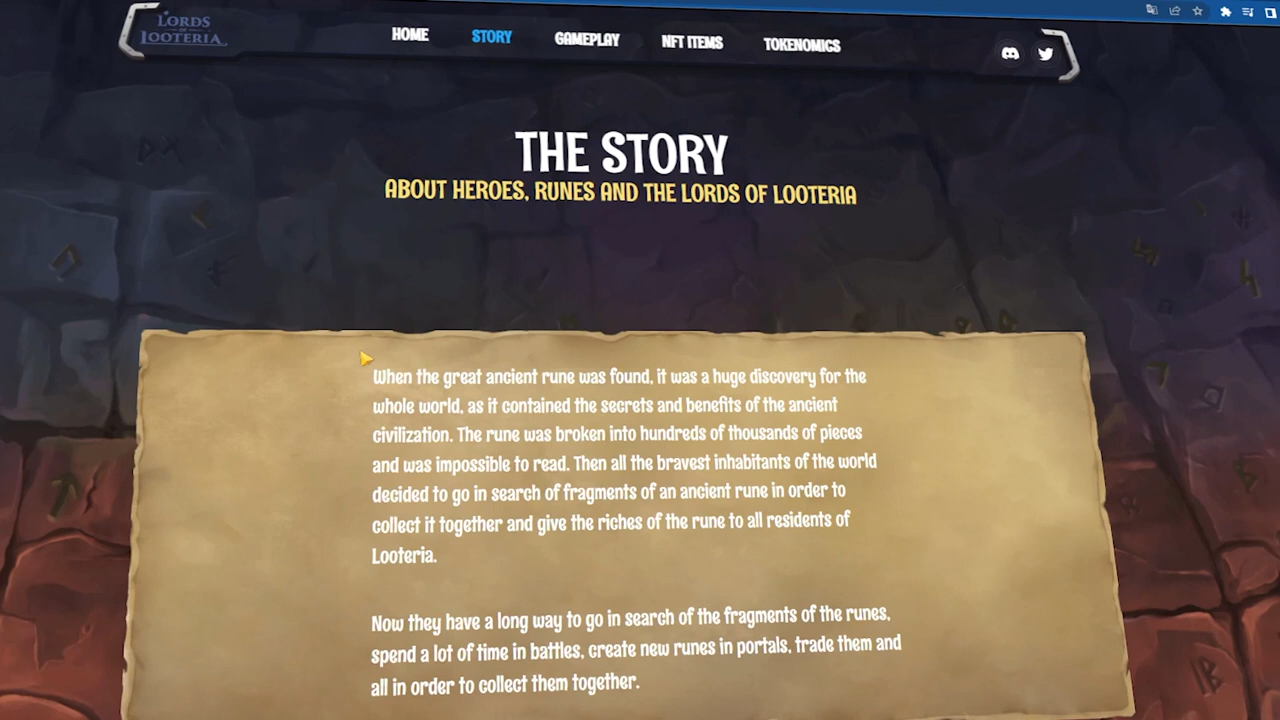 LORDS
OF
LOOTERIA
HOME
STORY
GAMEPLAY
NFT ITEMS
TOKENOMICS
THE STORY
ABOUT HEROES, RUNES AND THE LORDS OF LOOTERIA
When the great ancient rune was found, it was a huge discovery for the
whole world, as it contained the secrets and benefits of the ancient
civilization. The rune was broken into hundreds of thousands of pieces
and was impossible to read. Then all the bravest inhabitants of the world
decided to go in search of fragments of an ancient rune in order to
collect it together and give the riches of the rune to all residents of
Looteria.
Now they have a long way to go in search of the fragments of the runes,
spend a lot of time in battles, create new runes in portals, trade them and
all in order to collect them together.